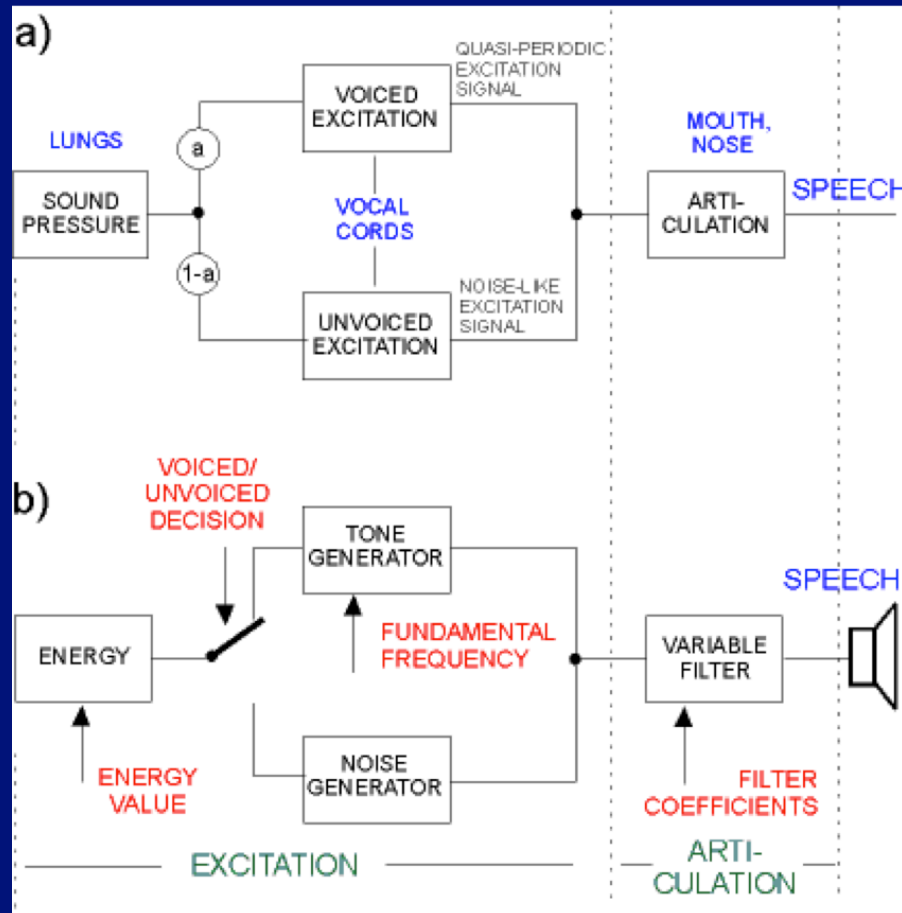 a)
QUASI-PERIODIC
EXCITATION
SIGNAL
VOICED
EXCITATION
LUNGS
a
MOUTH,
NOSE
SOUND
PRESSURE
VOCAL
CORDS
ARTI-
CULATION
SPEECH
1-a
NOISE-LIKE
EXCITATION
SIGNAL
UNVOICED
EXCITATION
b)
VOICED/
UNVOICED
DECISION
TONE
GENERATOR
SPEECH
ENERGY
FUNDAMENTAL
FREQUENCY
VARIABLE
FILTER
NOISE
GENERATOR
ENERGY
VALUE
FILTER
COEFFICIENTS
EXCITATION
ARTI-
CULATION